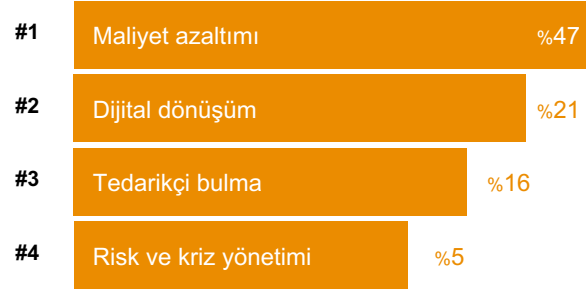 #1 Maliyet azaltımı %47
#2 Dijital dönüşüm %21
#3 Tedarikçi bulma %16
#4 Risk ve kriz yönetimi %5